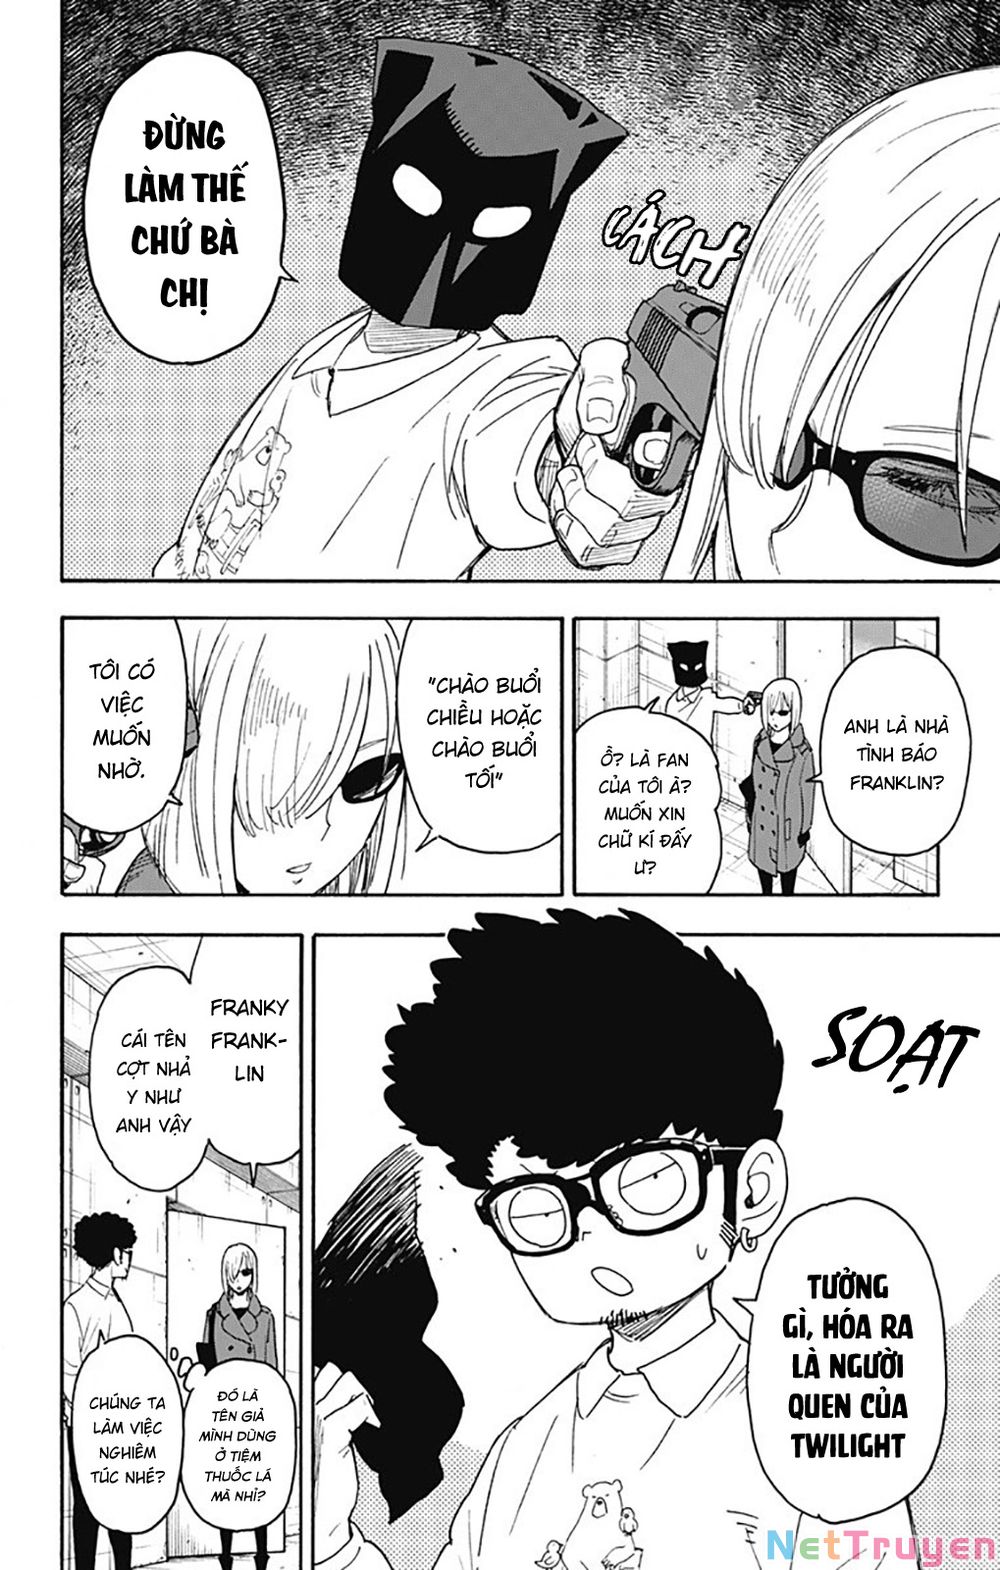 ĐỪNG
LÀM THẾ
CHỨ BÀ
CHỊ
CÁCH
ANH LÀ NHÀ
TÌNH BÁO
FRANKLIN?
Ồ? LÀ FAN
CỦA TÔI À?
MUỐN XIN
CHỮ KÍ ĐẤY
Ư?
"CHÀO BUỔI
CHIỀU HOẶC
CHÀO BUỔI
TỐI"
TÔI CÓ
VIỆC
MUỐN
NHỜ.
SOẠT
TƯỞNG
GÌ, HÓA RA
LÀ NGƯỜI
QUEN CỦA
TWILIGHT
FRANKY
FRANK-
LIN
CÁI TÊN
CỢT NHẢ
Y NHƯ
ANH VẬY
ĐÓ LÀ
TÊN GIẢ
MÌNH DÙNG
Ở TIỆM
THUỐC LÁ
MÀ NHỈ?
CHÚNG TA
LÀM VIỆC
NGHIÊM
TÚC NHÉ?
NetTruyen